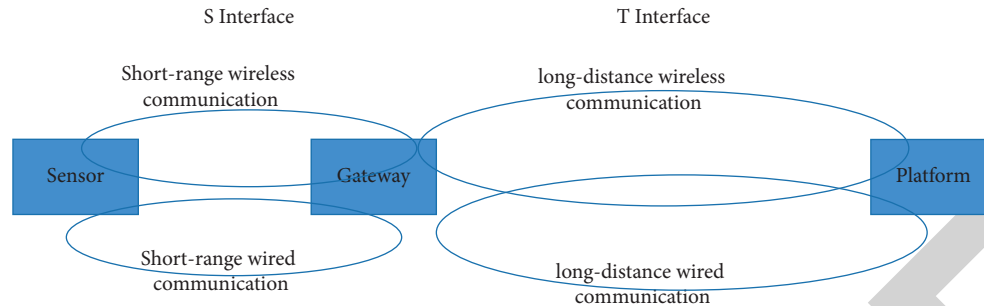 S Interface
T Interface
Short-range wireless
communication
long-distance wireless
communication
Sensor
Gateway
Platform
Short-range wired
communication
long-distance wired
communication